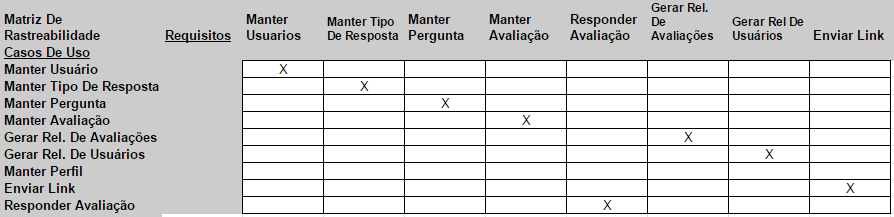 Matriz De
Rastreabilidade
Casos De Uso
Requisitos
Manter
Usuarios
Manter Tipo
De Resposta
Manter
Pergunta
Manter
Avaliação
Responder
Avaliação
Gerar Rel.
De
Avaliações
Gerar Rel De
Usuários
Enviar Link
Manter Usuário X
Manter Tipo De Resposta X
Manter Pergunta X
Manter Avaliação X
Gerar Rel. De Avaliações X
Gerar Rel. De Usuários X
Manter Perfil
Enviar Link X
Responder Avaliação X